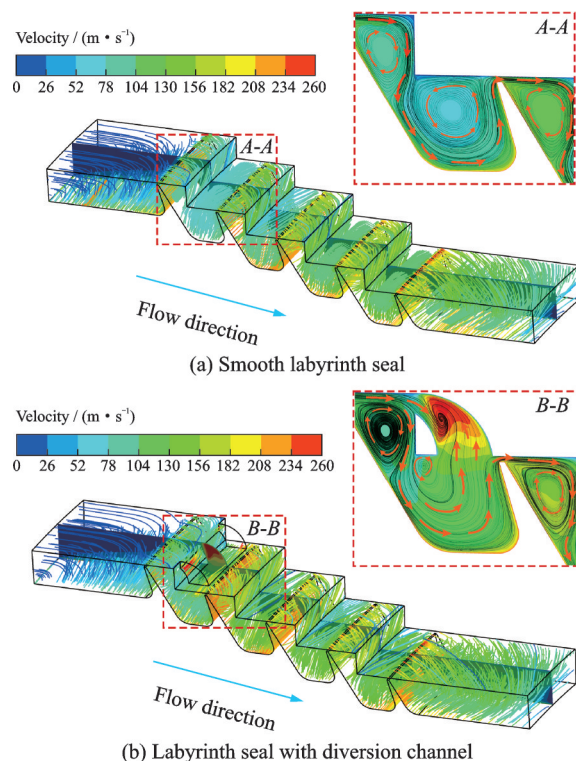 Velocity / (m • s⁻¹)
0 26 52 78 104 130 156 182 208 234 260
A-A
A-A
Flow direction
(a) Smooth labyrinth seal
Velocity / (m • s⁻¹)
0 26 52 78 104 130 156 182 208 234 260
B-B
B-B
Flow direction
(b) Labyrinth seal with diversion channel